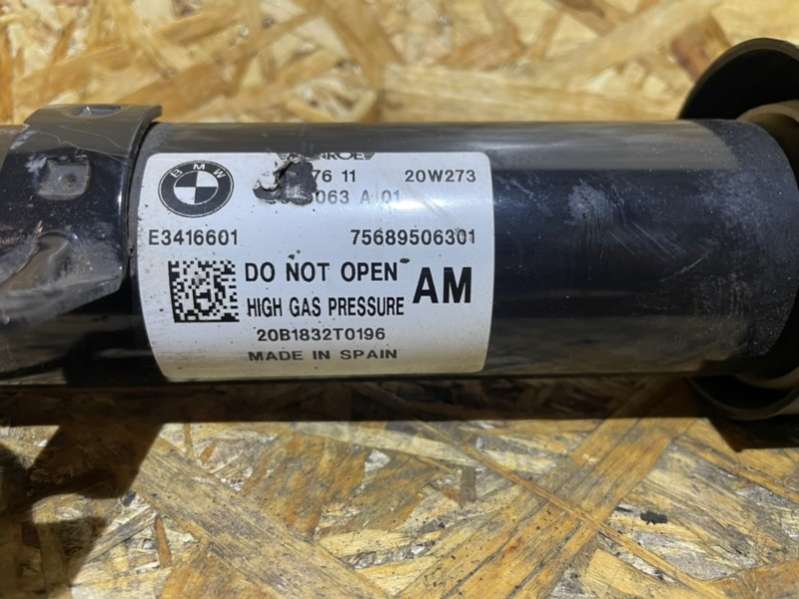 BMW
76 11 20W273
063 A 01
E3416601 75689506301
DO NOT OPEN
HIGH GAS PRESSURE AM
20B1832T0196
MADE IN SPAIN